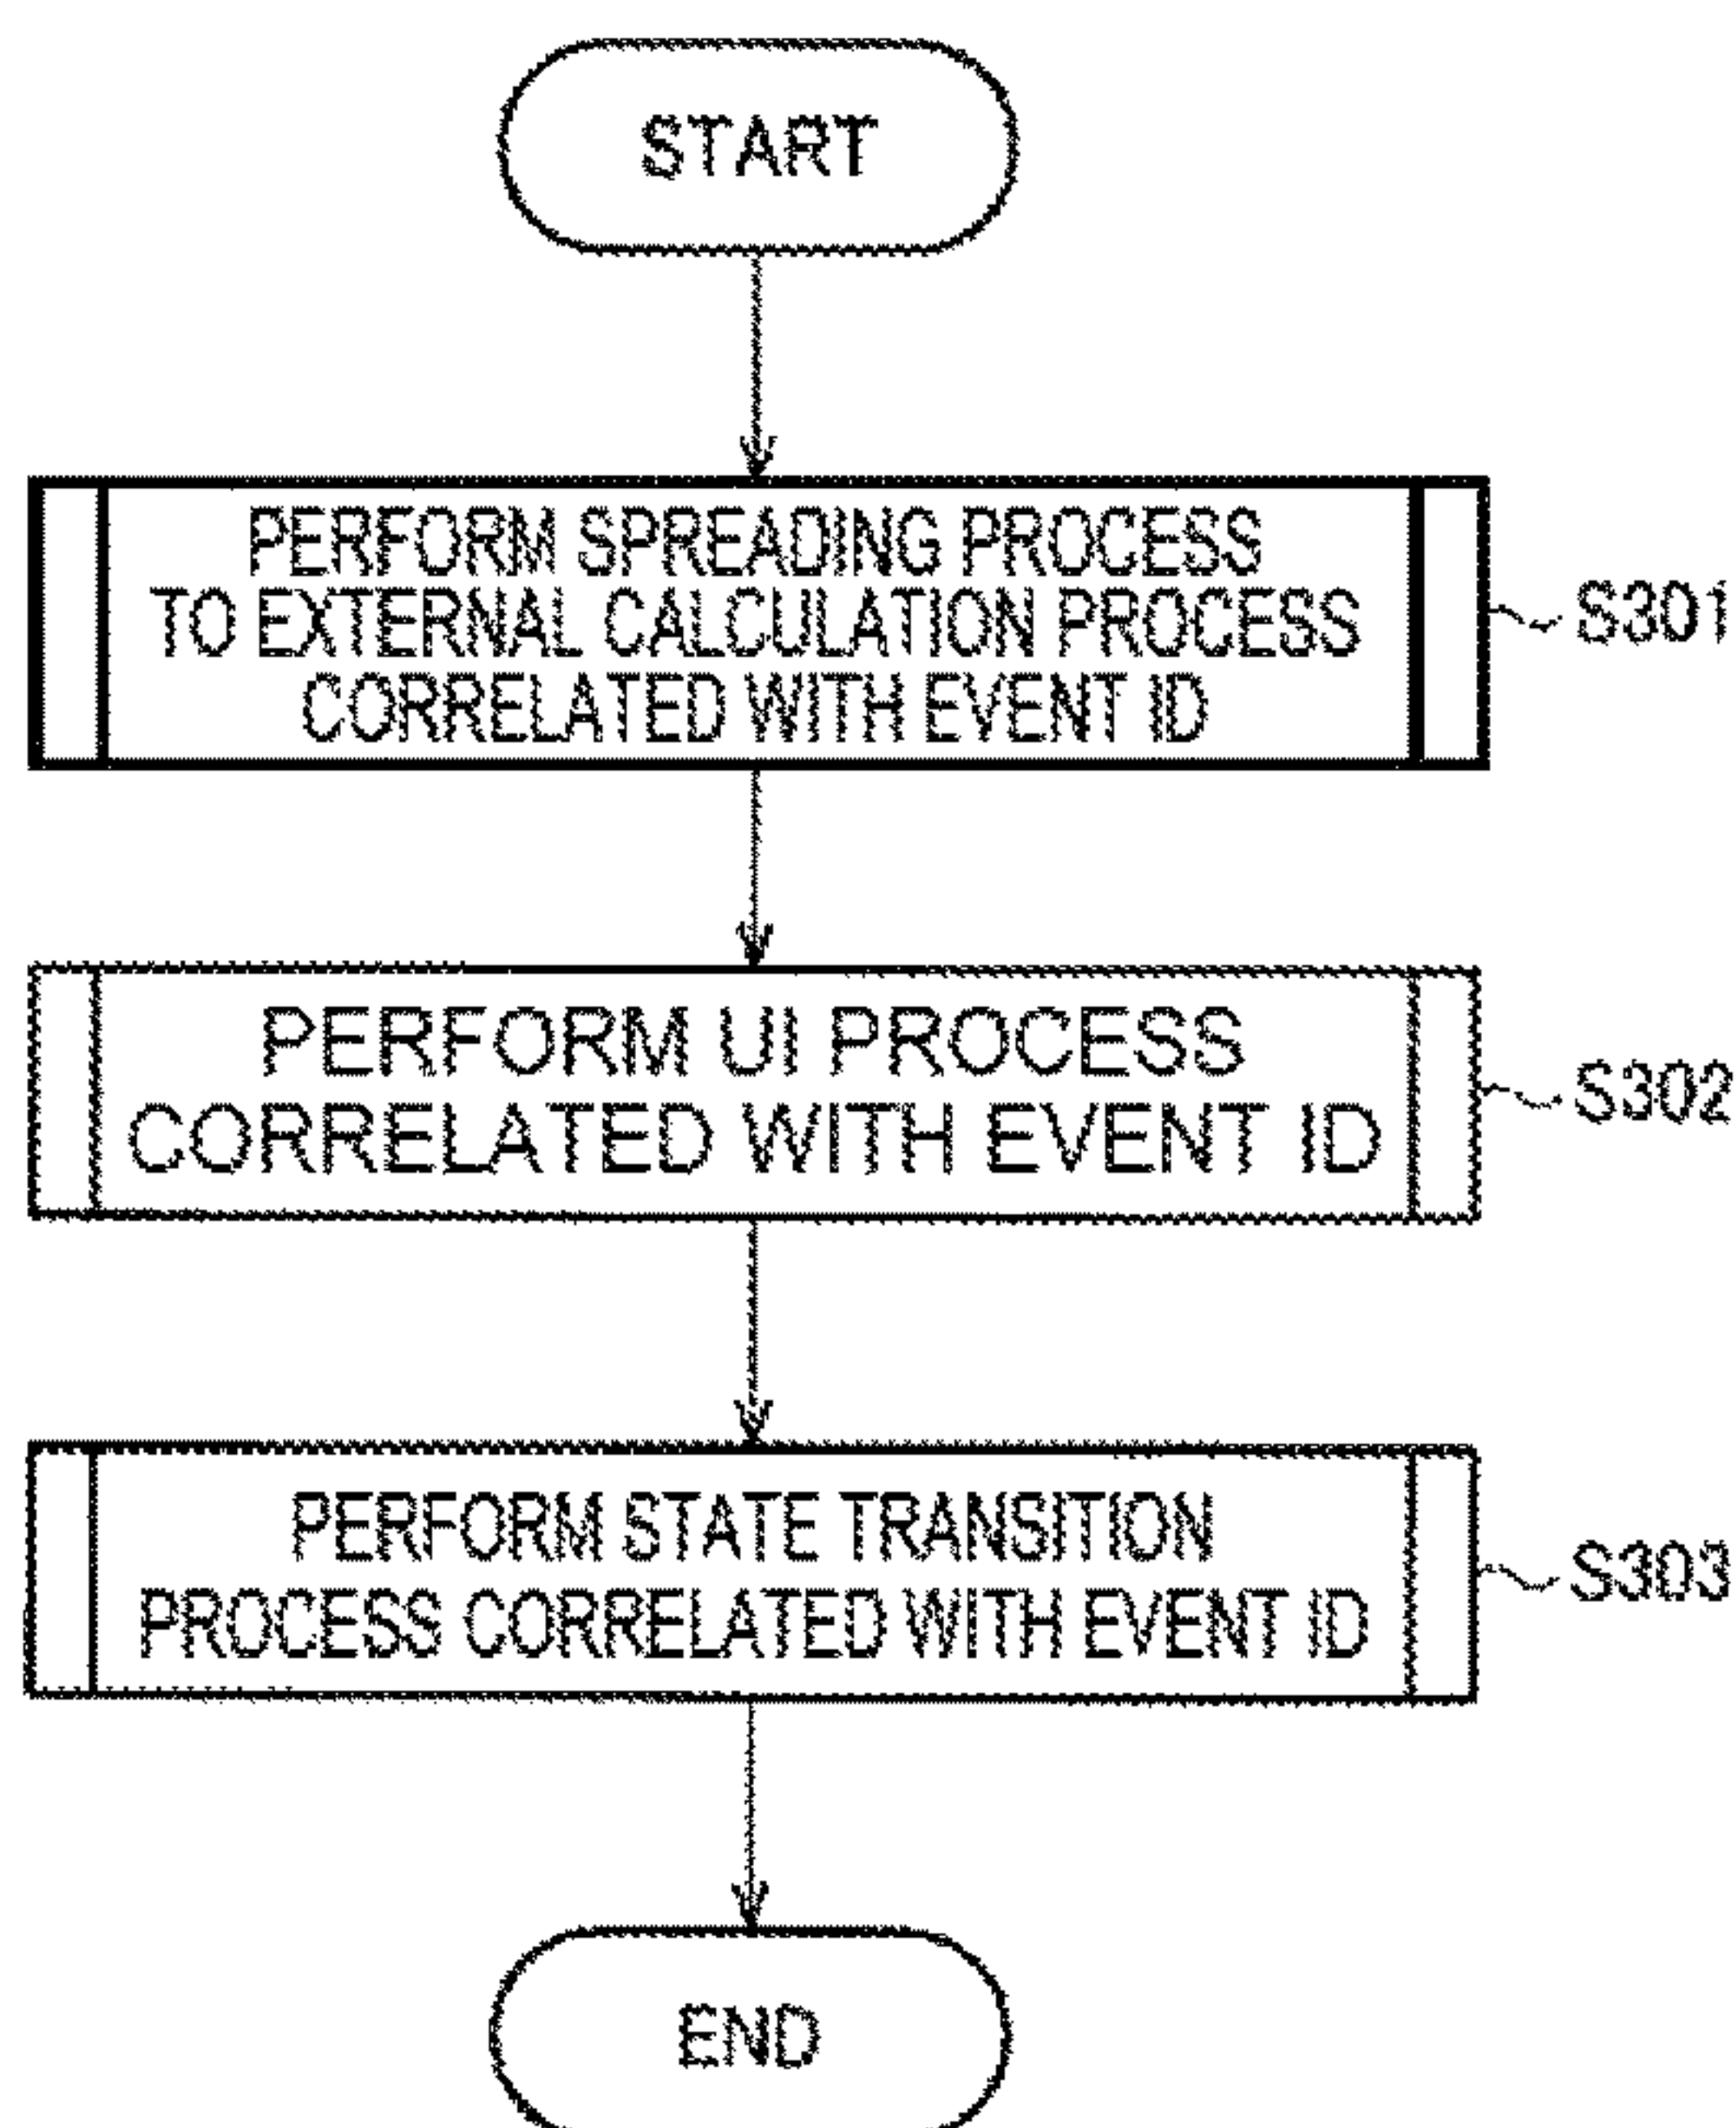 START
PERFORM SPREADING PROCESS
TO EXTERNAL CALCULATION PROCESS
CORRELATED WITH EVENT ID
S301
PERFORM UI PROCESS
CORRELATED WITH EVENT ID
S302
PERFORM STATE TRANSITION
PROCESS CORRELATED WITH EVENT ID
S303
END